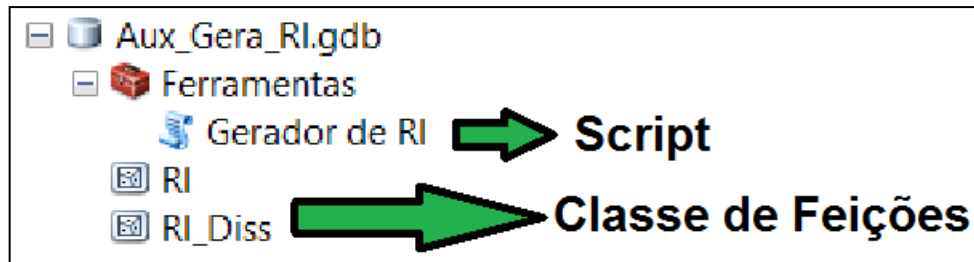 Aux_Gera_RI.gdb
Ferramentas
Gerador de RI Script
RI
RI_Diss Classe de Feições